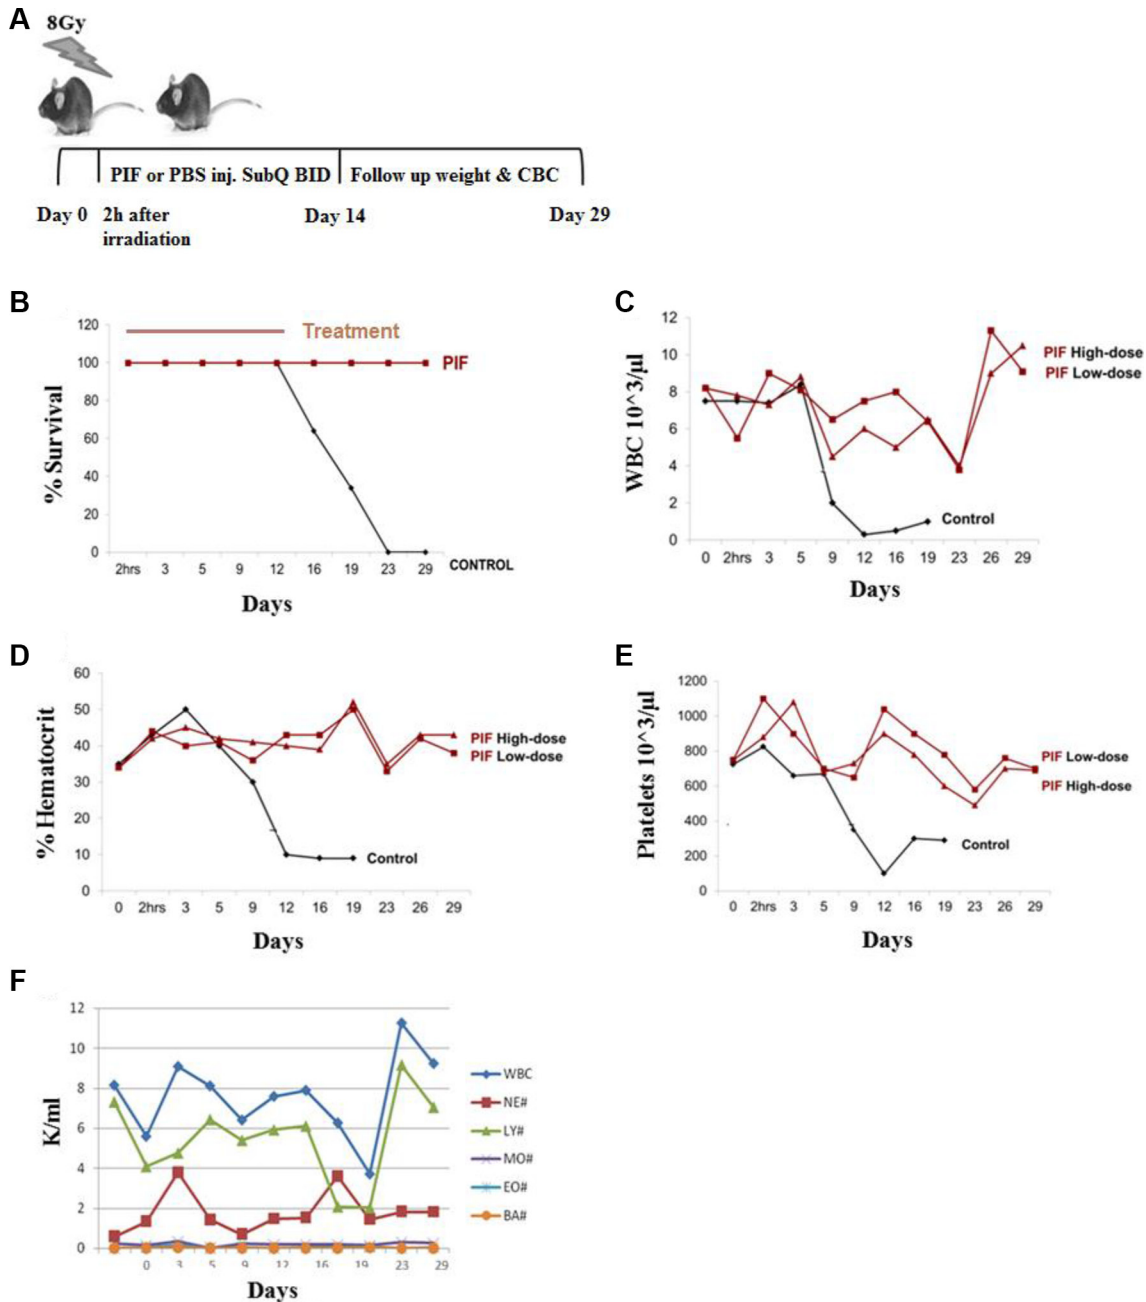 A
8Gy
PIF or PBS inj. SubQ BID
Follow up weight & CBC
Day 0
2h after
irradiation
Day 14
Day 29
B
120
100
80
60
40
20
0
% Survival
Treatment
PIF
CONTROL
2hrs 3 5 9 12 16 19 23 29
Days
C
12
10
8
6
4
2
0
WBC 10^3/µl
PIF High-dose
PIF Low-dose
Control
0 2hrs 3 5 9 12 16 19 23 26 29
Days
D
60
50
40
30
20
10
0
% Hematocrit
PIF High-dose
PIF Low-dose
Control
0 2hrs 3 5 9 12 16 19 23 26 29
Days
E
1200
1000
800
600
400
200
0
Platelets 10^3/µl
PIF Low-dose
PIF High-dose
Control
0 2hrs 3 5 9 12 16 19 23 26 29
Days
F
12
10
8
6
4
2
0
K/ml
WBC
NE#
LY#
MO#
EO#
BA#
0 3 5 9 12 16 19 23 29
Days